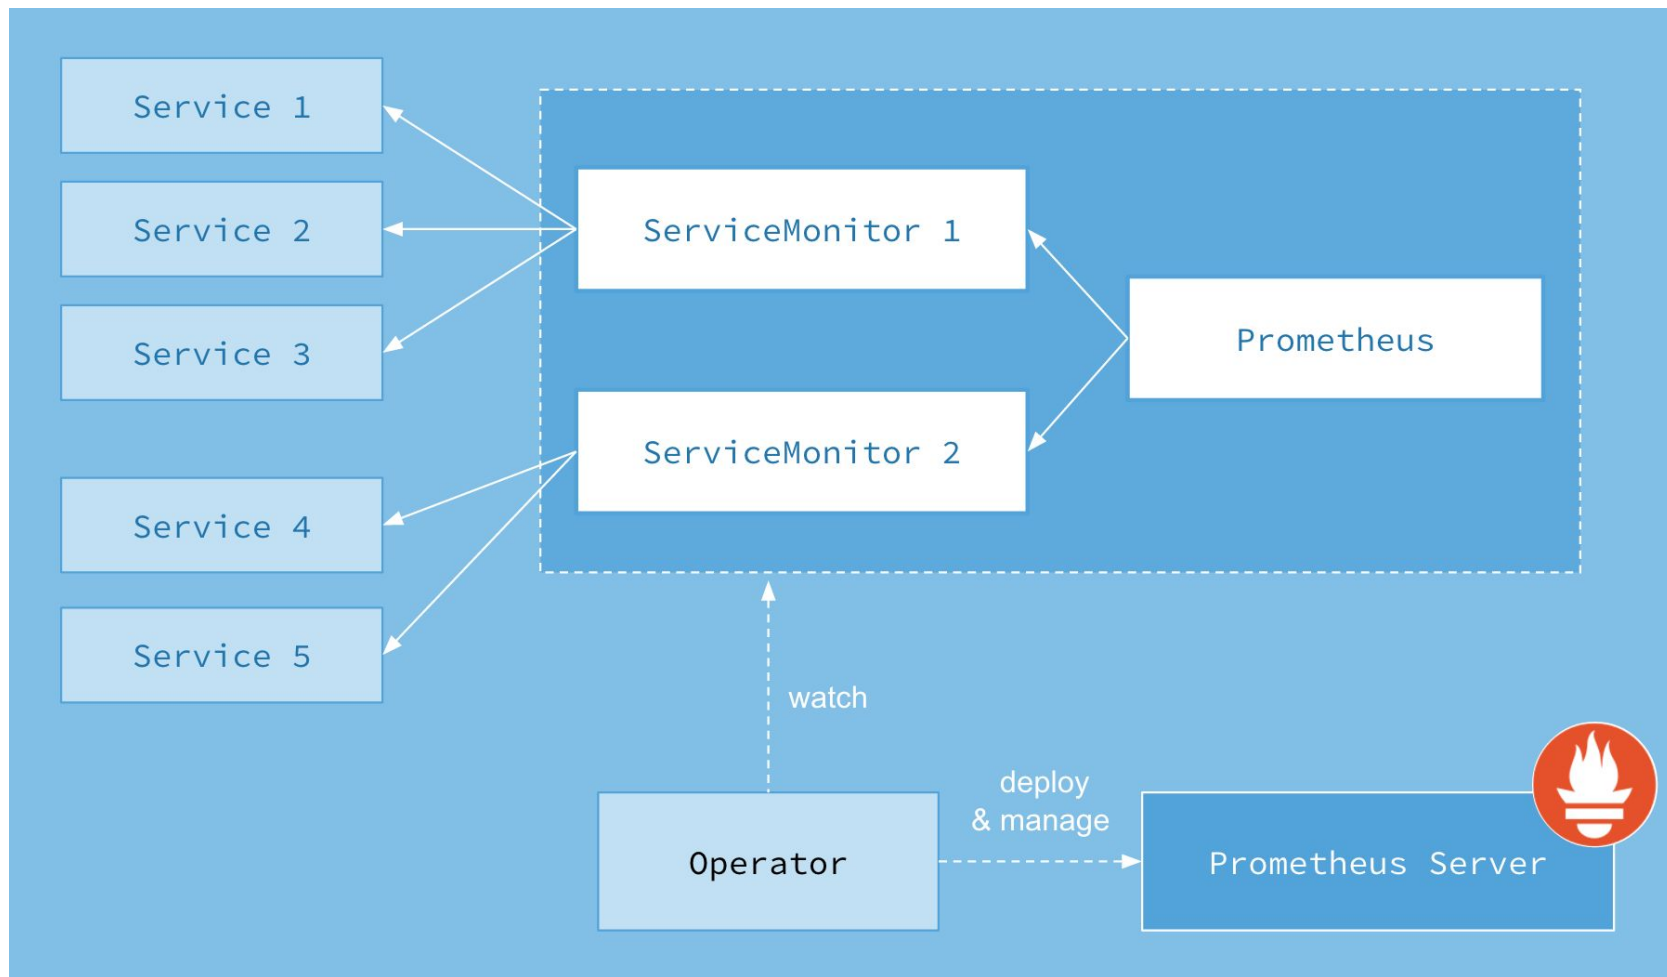 Service 1
Service 2
Service 3
Service 4
Service 5
ServiceMonitor 1
ServiceMonitor 2
Prometheus
watch
deploy
& manage
Operator
Prometheus Server